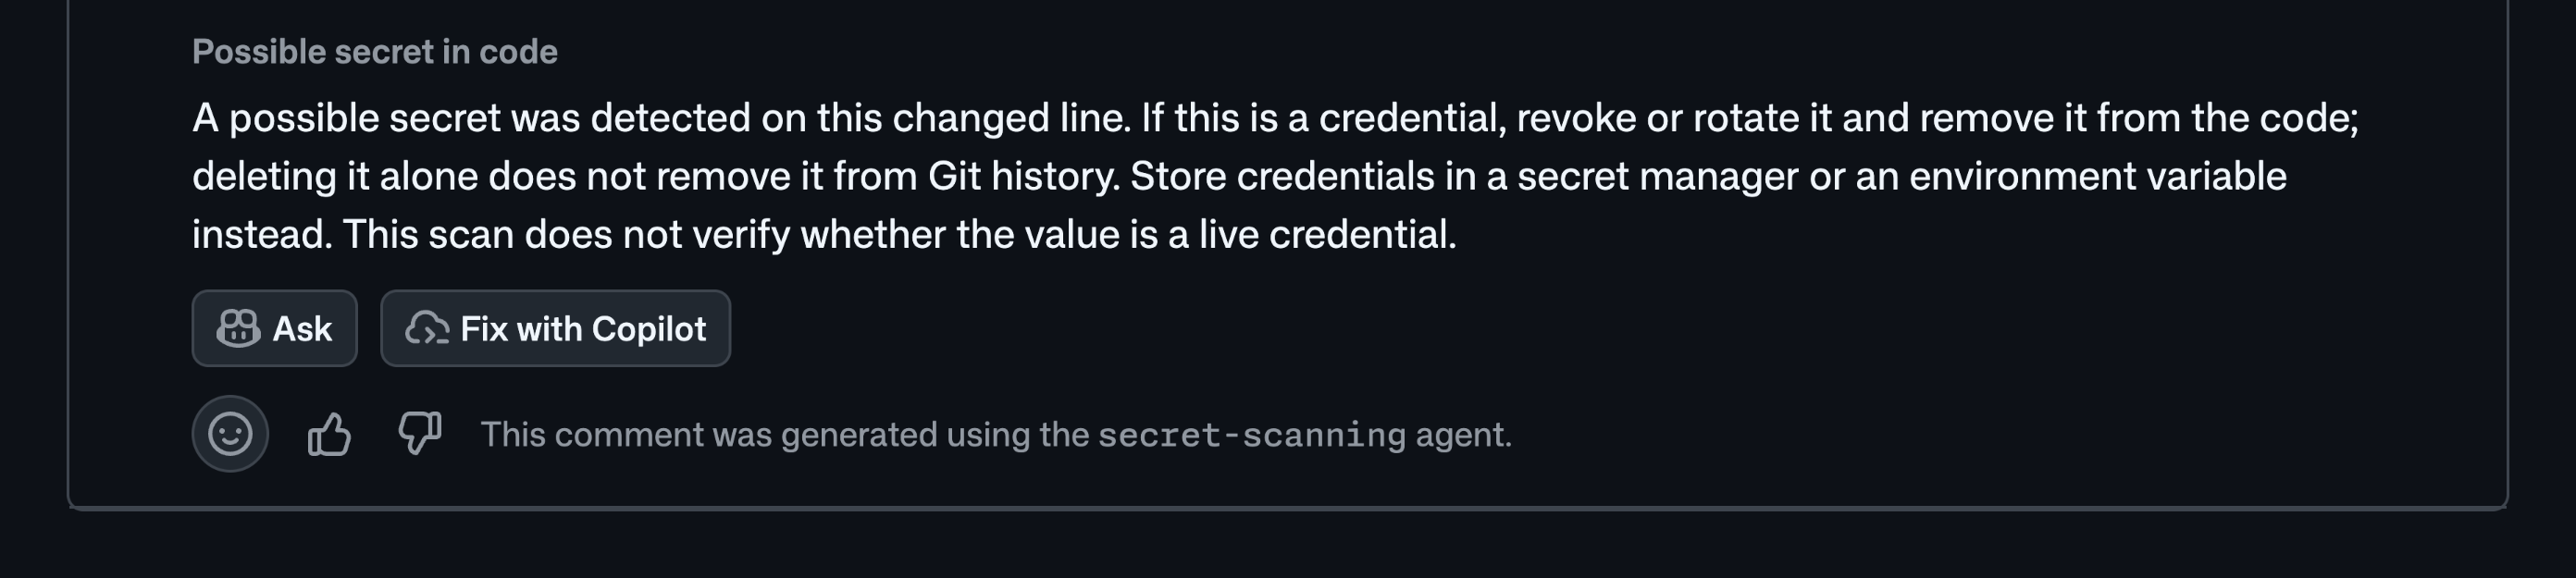 Possible secret in code
A possible secret was detected on this changed line. If this is a credential, revoke or rotate it and remove it from the code;
deleting it alone does not remove it from Git history. Store credentials in a secret manager or an environment variable
instead. This scan does not verify whether the value is a live credential.
Ask Fix with Copilot
This comment was generated using the secret-scanning agent.